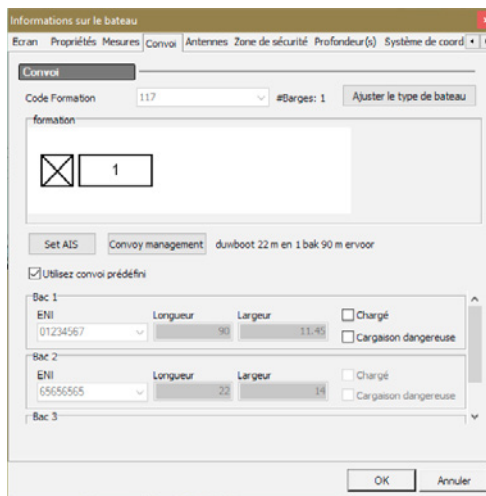 Informations sur le bateau
Ecran Propriétés Mesures Convoi Antennes Zone de sécurité Profondeur(s) Système de coord
Convoi
Code Formation 117 #Barges: 1 Ajuster le type de bateau
formation
1
Set AIS Convoy management duwboot 22 m en 1 bak 90 m ervoor
Utilisez convoi prédéfini
Bac 1
ENI Longueur Largeur Chargé
01234567 90 11.45 Cargaison dangereuse
Bac 2
ENI Longueur Largeur Chargé
65656565 22 14 Cargaison dangereuse
Bac 3
OK Annuler